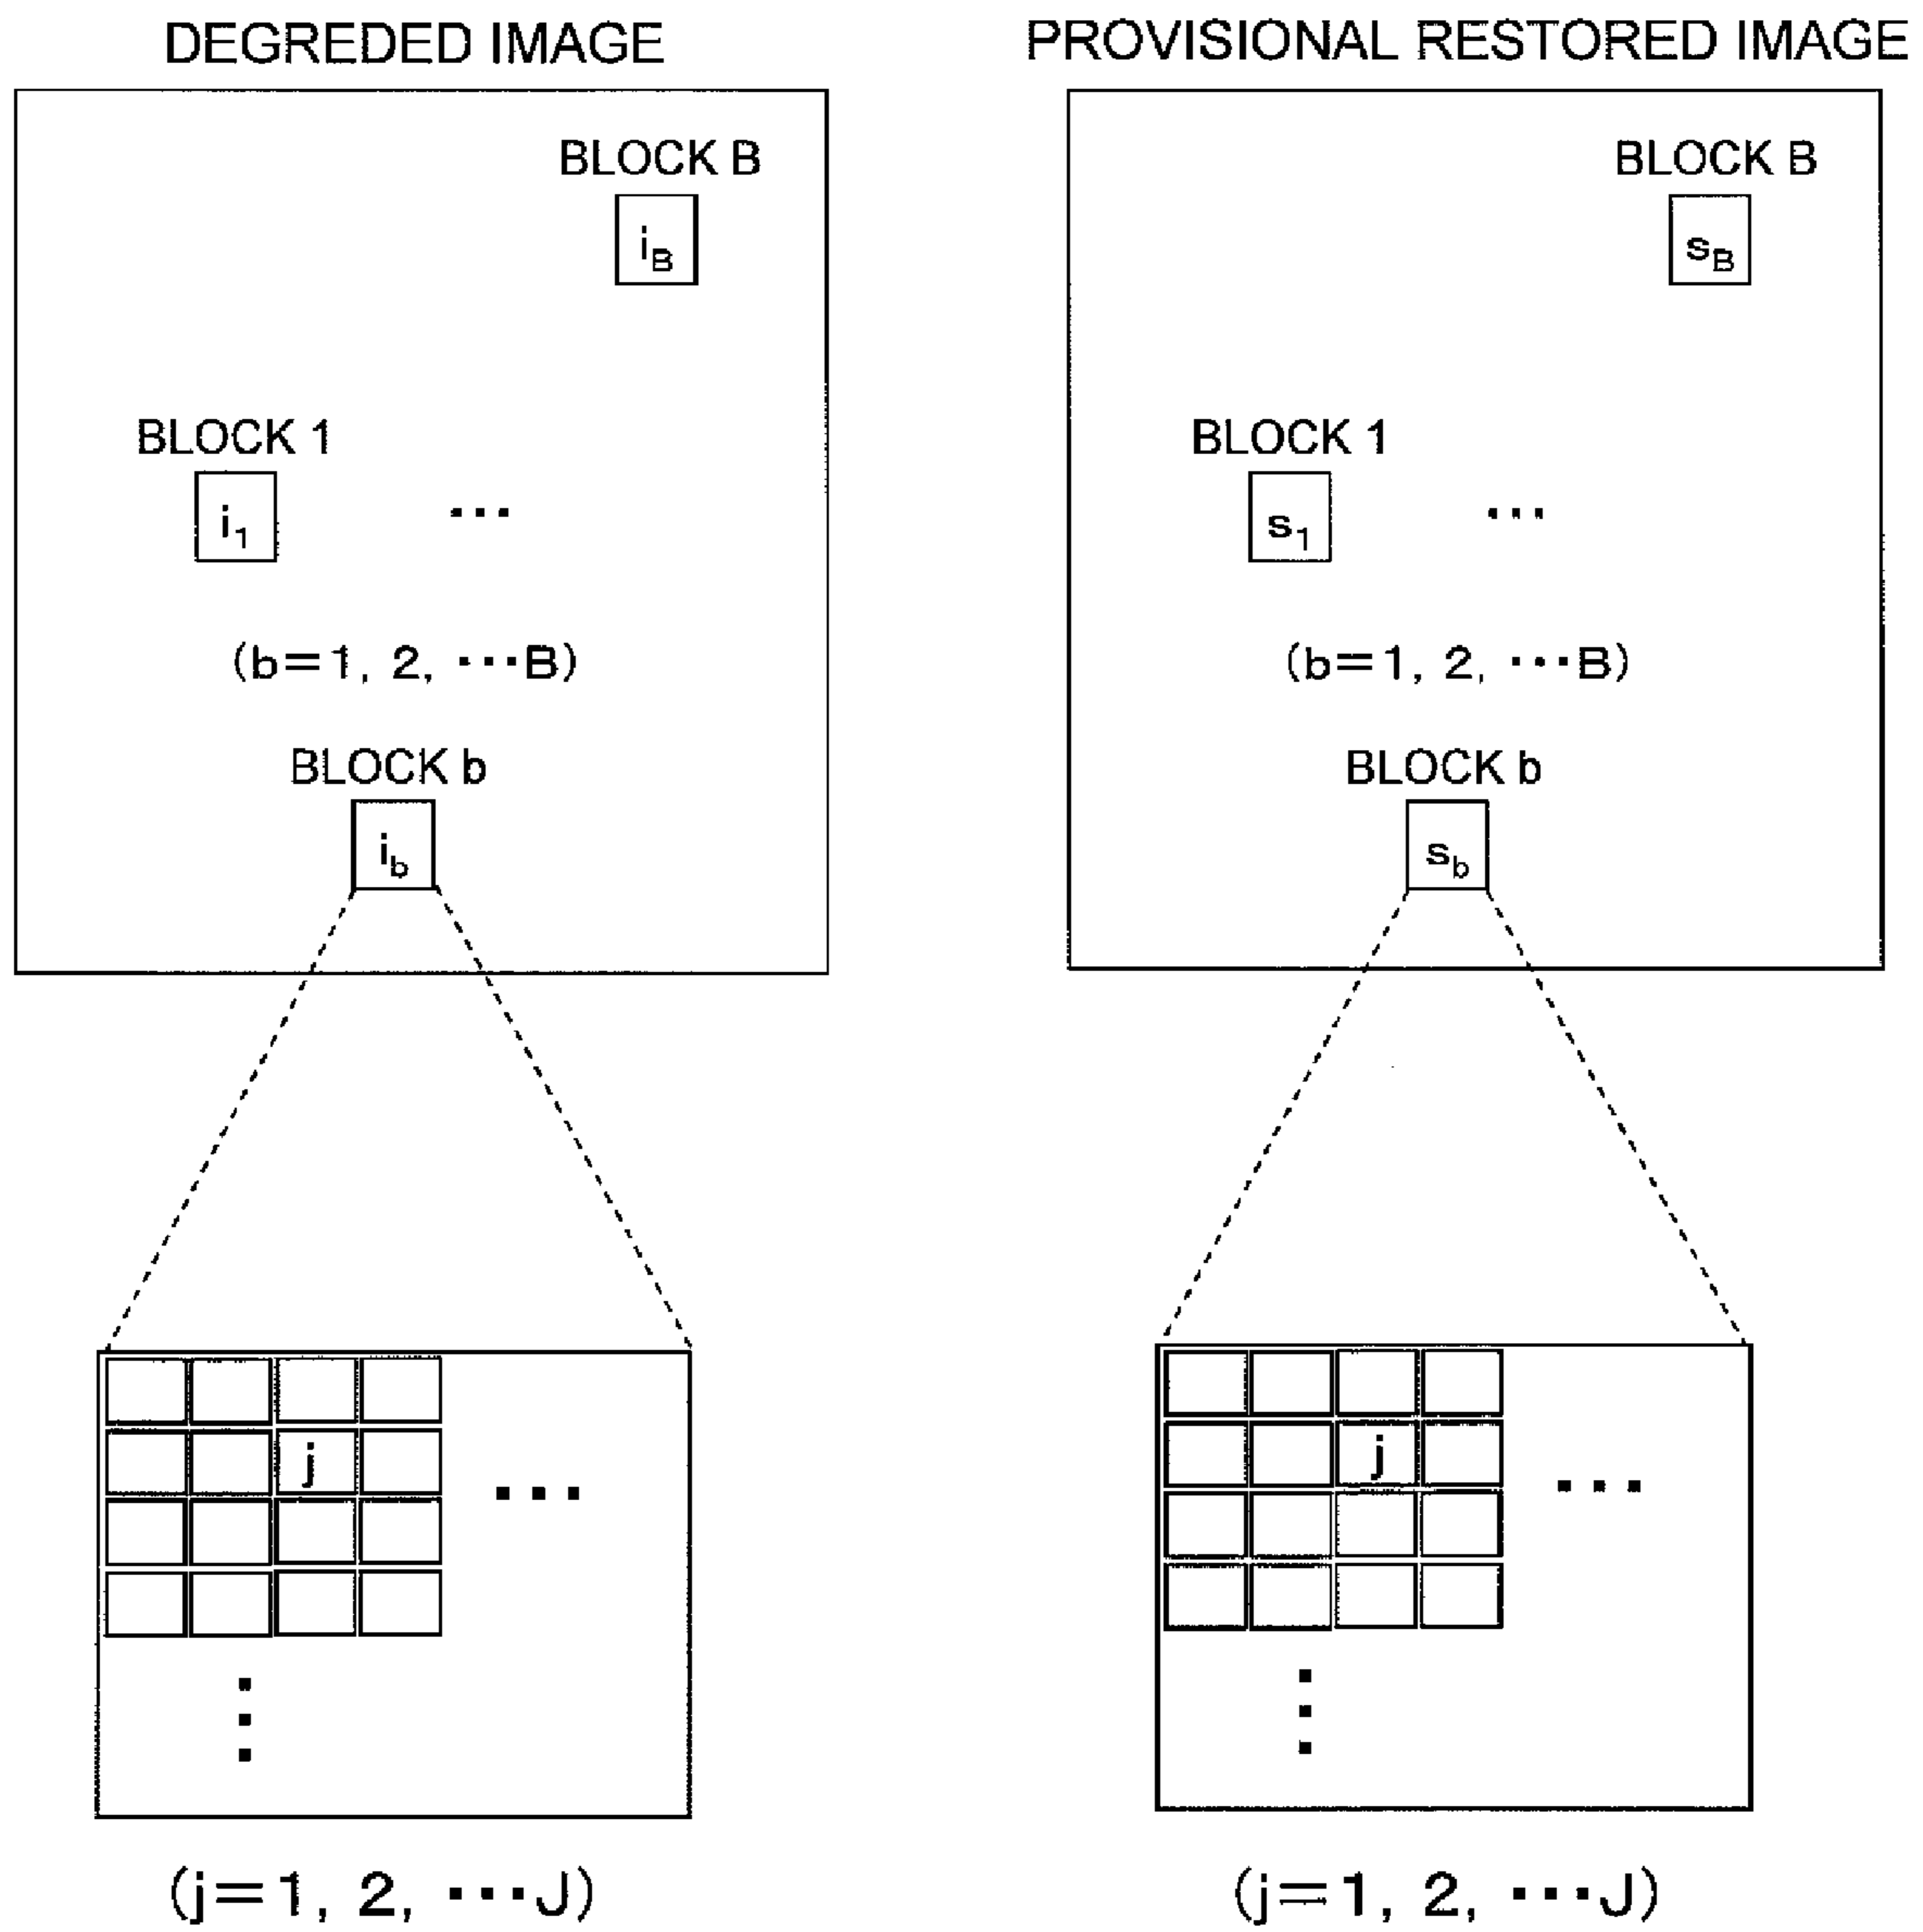 DEGREDED IMAGE
BLOCK B
i_B
BLOCK 1
i_1
...
(b=1, 2, ...B)
BLOCK b
i_b
j
...
(j=1, 2, ...J)
PROVISIONAL RESTORED IMAGE
BLOCK B
s_B
BLOCK 1
s_1
...
(b=1, 2, ...B)
BLOCK b
s_b
j
...
(j=1, 2, ...J)